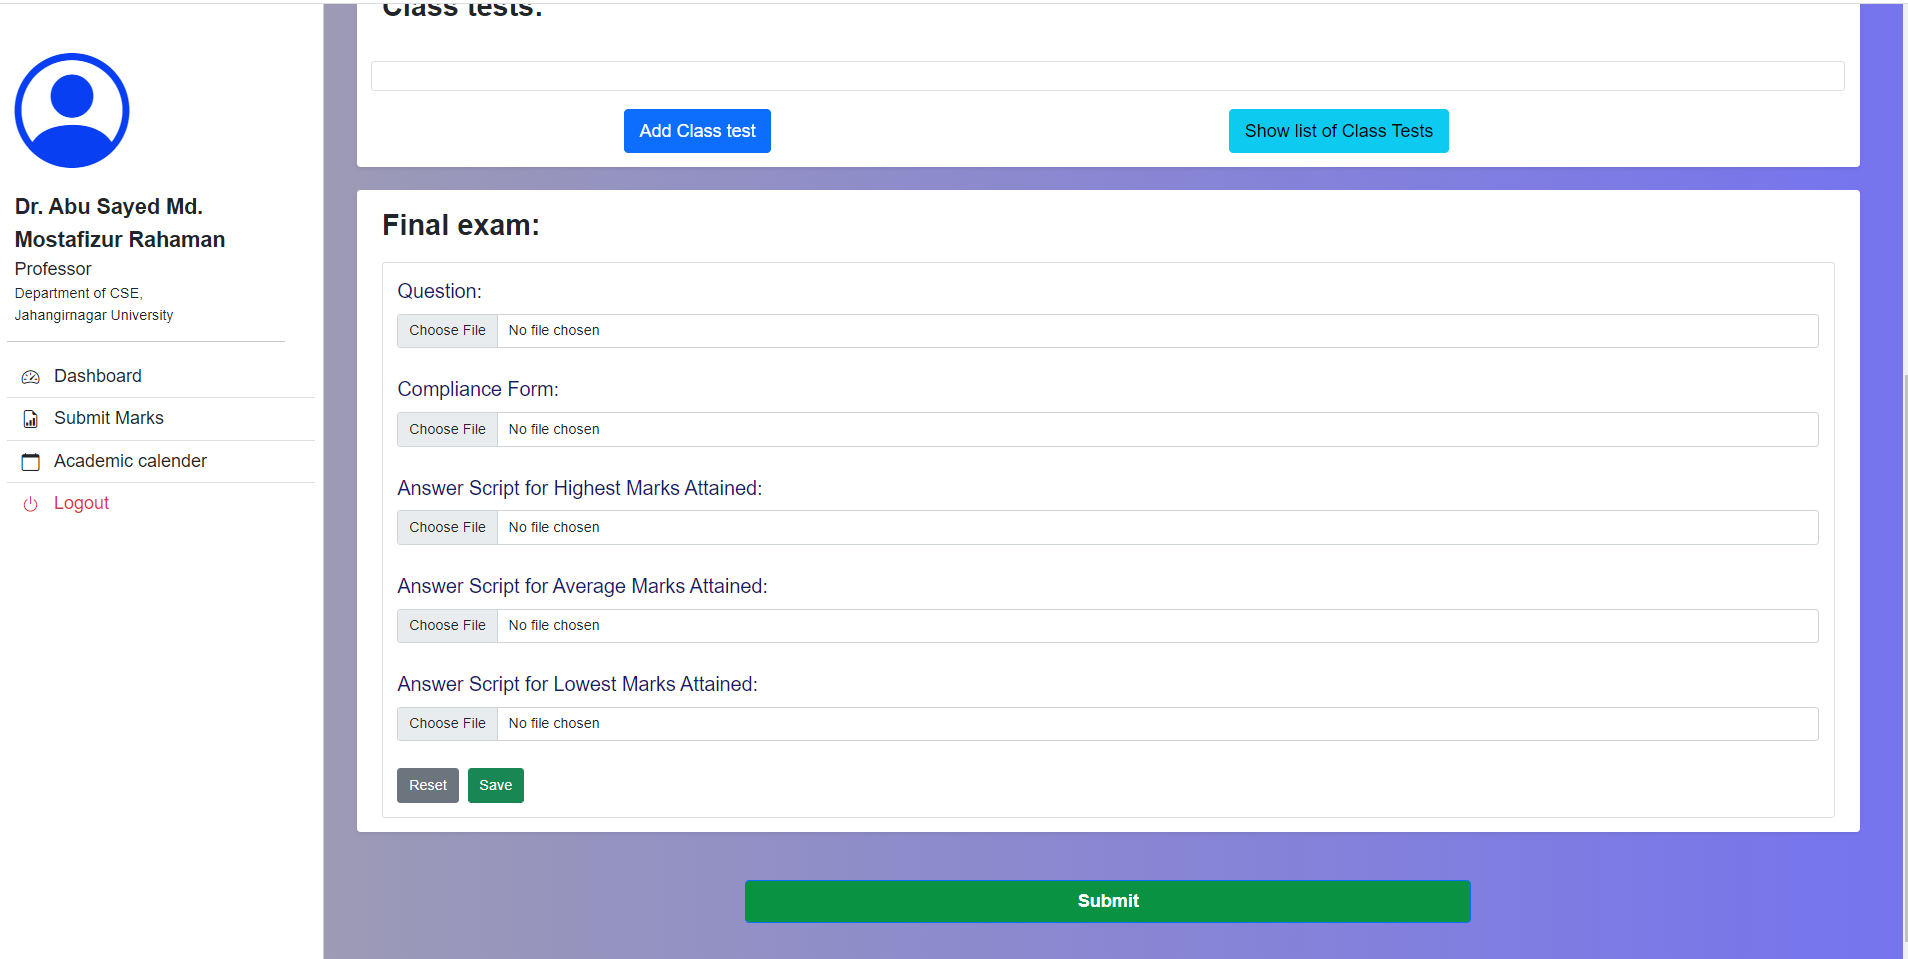 Dr. Abu Sayed Md.
Mostafizur Rahaman
Professor
Department of CSE,
Jahangirnagar University
Dashboard
Submit Marks
Academic calender
Logout
Class tests:
Add Class test
Show list of Class Tests
Final exam:
Question:
Choose File No file chosen
Compliance Form:
Choose File No file chosen
Answer Script for Highest Marks Attained:
Choose File No file chosen
Answer Script for Average Marks Attained:
Choose File No file chosen
Answer Script for Lowest Marks Attained:
Choose File No file chosen
Reset Save
Submit